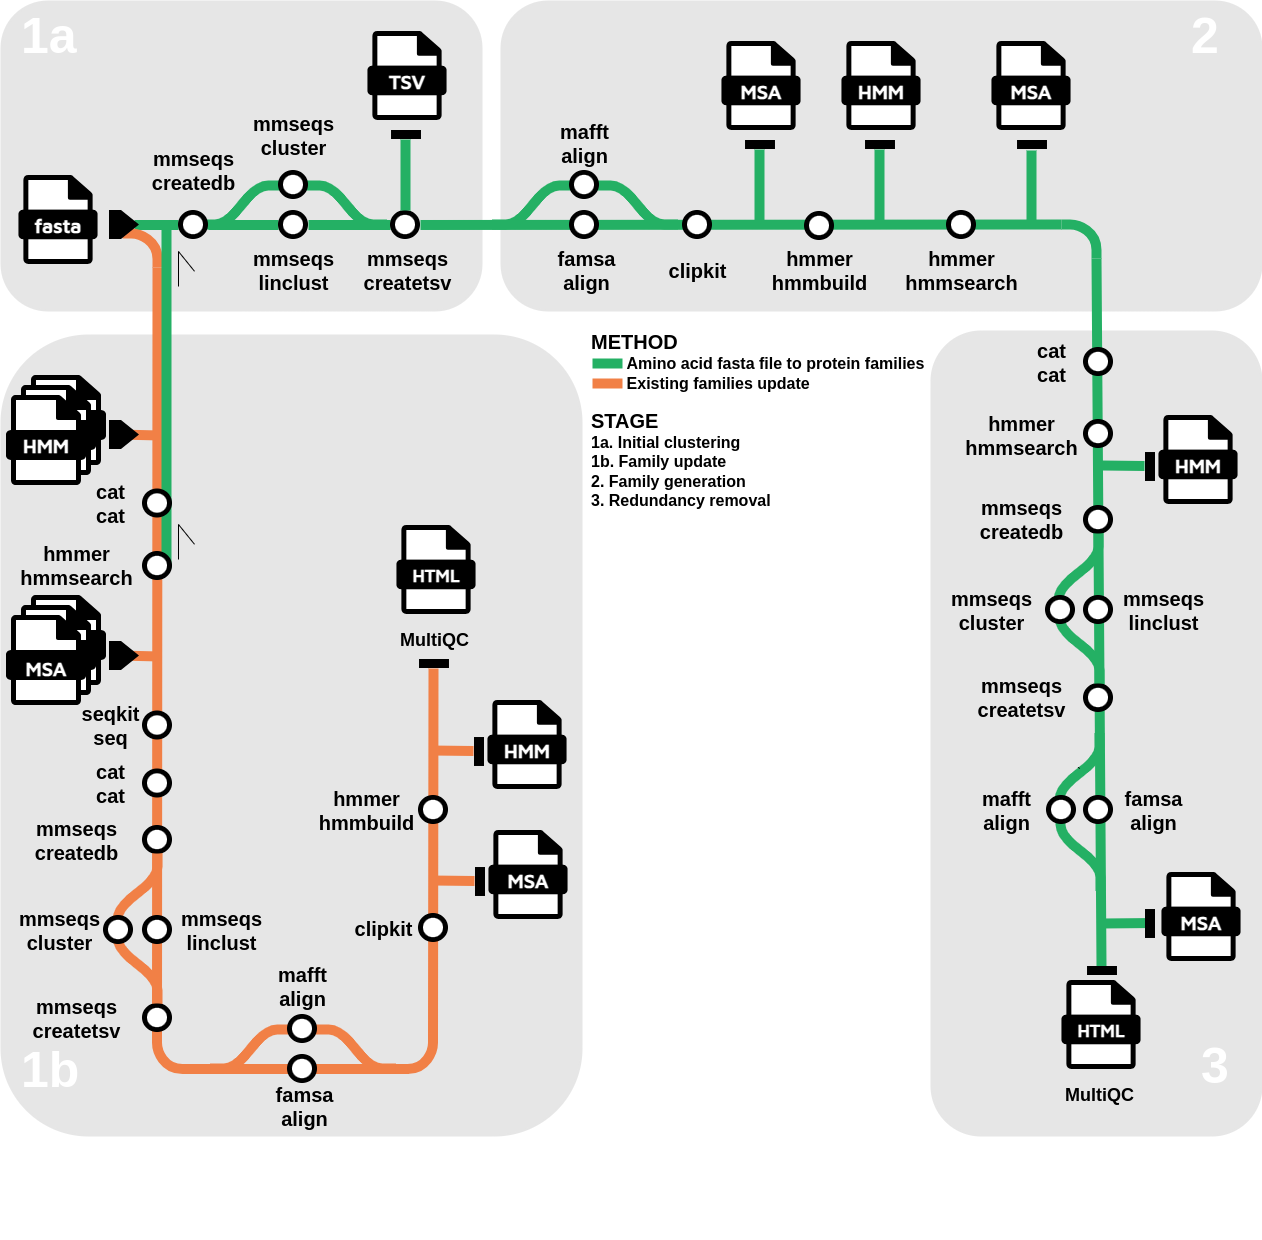 1a
TSV
mmseqs
cluster
mmseqs
createdb
fasta
mmseqs
linclust
mmseqs
createtsv
2
MSA
HMM
MSA
mafft
align
famsa
align
clipkit
hmmer
hmmbuild
hmmer
hmmsearch
METHOD
Amino acid fasta file to protein families
Existing families update
STAGE
1a. Initial clustering
1b. Family update
2. Family generation
3. Redundancy removal
HMM
cat
cat
hmmer
hmmsearch
MSA
seqkit
seq
cat
cat
mmseqs
createdb
mmseqs
cluster
mmseqs
linclust
mmseqs
createtsv
1b
mafft
align
famsa
align
clipkit
MSA
hmmer
hmmbuild
HMM
HTML
MultiQC
cat
cat
hmmer
hmmsearch
HMM
mmseqs
createdb
mmseqs
cluster
mmseqs
linclust
mmseqs
createtsv
mafft
align
famsa
align
MSA
HTML
MultiQC
3